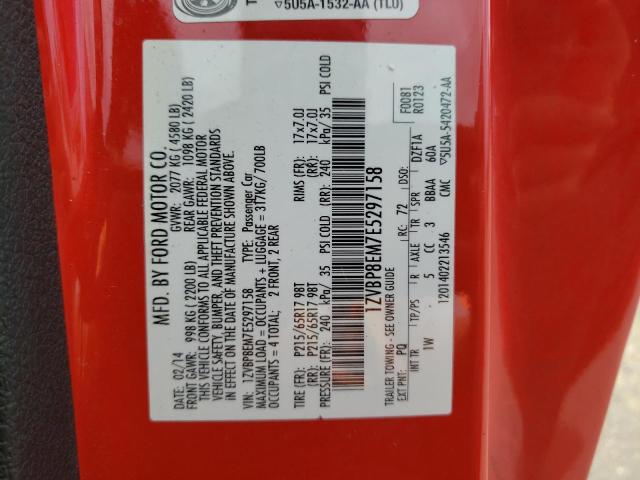 ▽5U5A-1532-AA (TLU)
MFD. BY FORD MOTOR CO.
DATE: 02/14 GVWR: 2077 KG ( 4580 LB)
FRONT GAWR: 998 KG ( 2200 LB) REAR GAWR: 1098 KG ( 2420 LB)
THIS VEHICLE CONFORMS TO ALL APPLICABLE FEDERAL MOTOR
VEHICLE SAFETY, BUMPER, AND THEFT PREVENTION STANDARDS
IN EFFECT ON THE DATE OF MANUFACTURE SHOWN ABOVE.
VIN: 1ZVBP8EM7E5297158 TYPE: Passenger Car
MAXIMUM LOAD = OCCUPANTS + LUGGAGE = 317KG/ 700LB
OCCUPANTS = 4 TOTAL; 2 FRONT, 2 REAR
TIRE (FR): P215/65R17 98T RIMS (FR): 17x7.0J
(RR): P215/65R17 98T (RR): 17x7.0J
PRESSURE (FR): 240 kPa/ 35 PSI COLD (RR): 240 kPa/ 35 PSI COLD
1ZVBP8EM7E5297158
TRAILER TOWING - SEE OWNER GUIDE
F0081
R0123
EXT PNT: PQ RC: 72 DSO:
INT TR TP/PS R AXLE TR SPR DZF1A
1W 5 CC 3 BBAA 60A
1201402213546 CMC ▽5U5A-5420472-AA